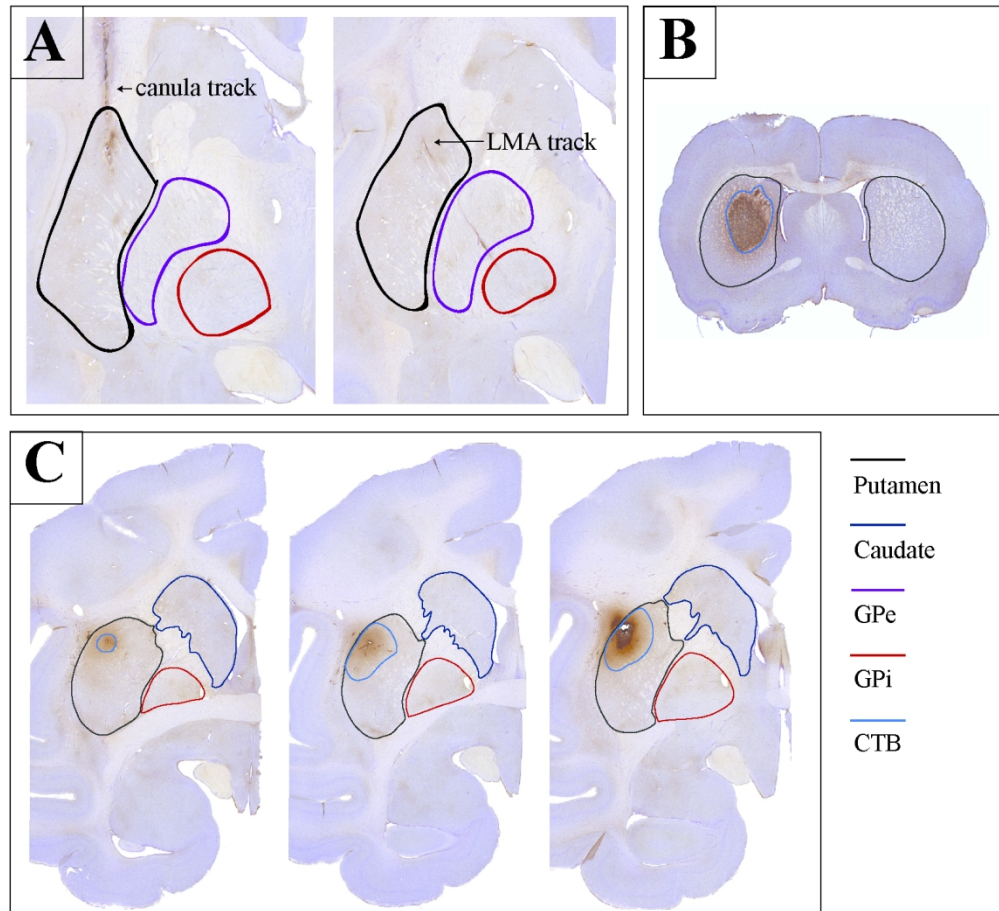 A
canula track
LMA track
B
C
Putamen
Caudate
GPe
GPi
CTB